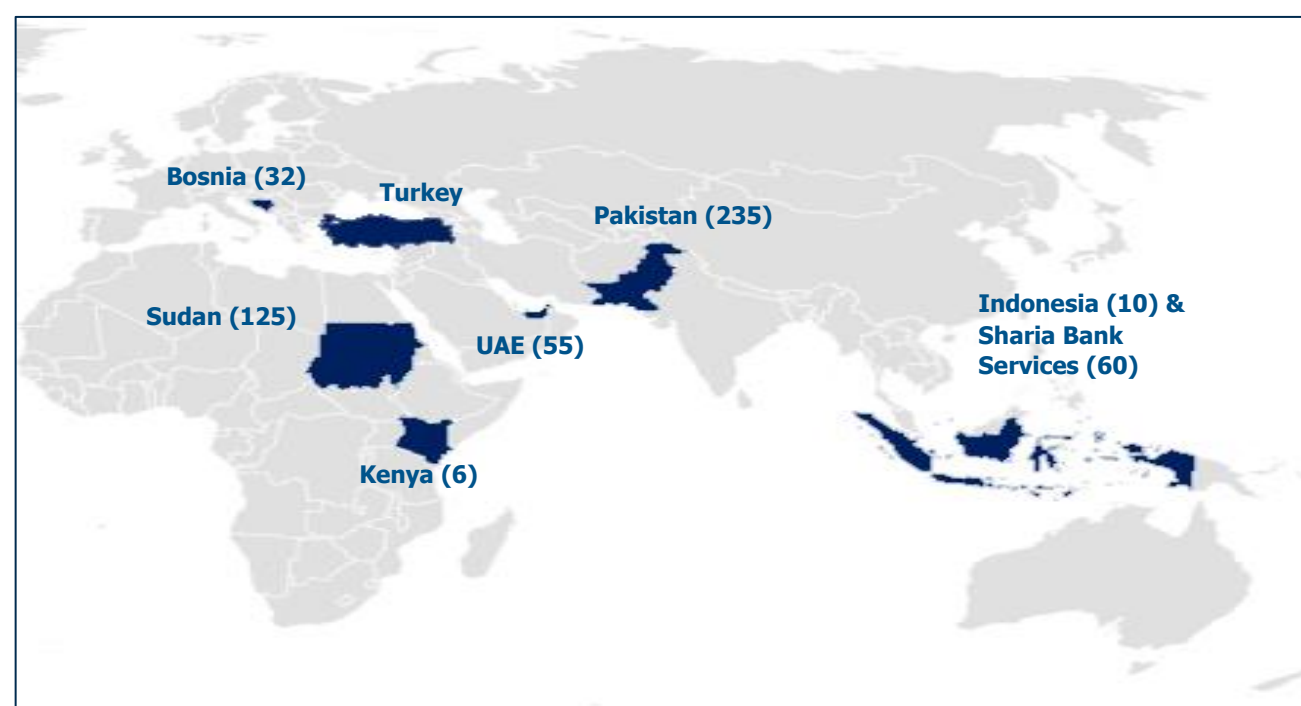 Bosnia (32)
Turkey
Pakistan (235)
Sudan (125)
UAE (55)
Indonesia (10) &
Sharia Bank
Services (60)
Kenya (6)